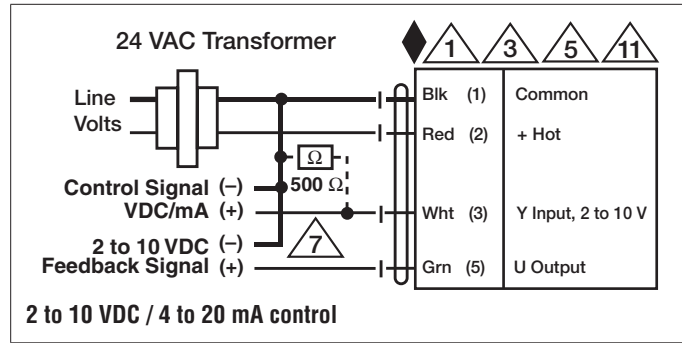 24 VAC Transformer
1 3 5 11
Line
Volts
Blk (1) Common
Red (2) + Hot
Ω
500 Ω
Control Signal (–)
VDC/mA (+)
Wht (3) Y Input, 2 to 10 V
7
2 to 10 VDC (–)
Feedback Signal (+)
Grn (5) U Output
2 to 10 VDC / 4 to 20 mA control